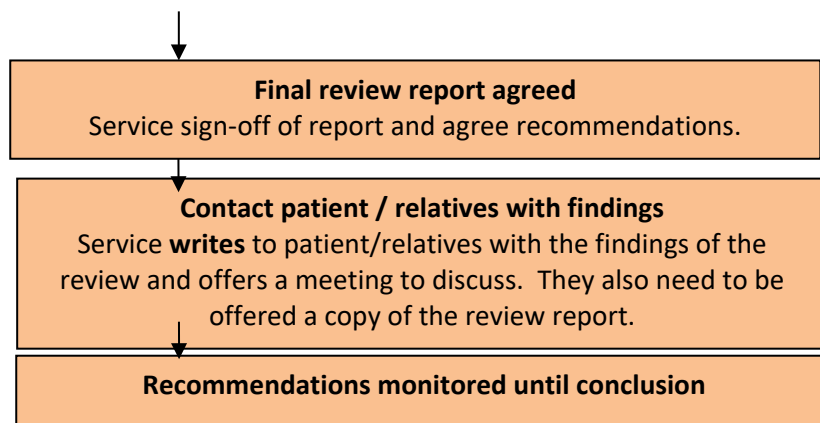 Final review report agreed
Service sign-off of report and agree recommendations.
Contact patient / relatives with findings
Service writes to patient/relatives with the findings of the
review and offers a meeting to discuss.  They also need to be
offered a copy of the review report.
Recommendations monitored until conclusion